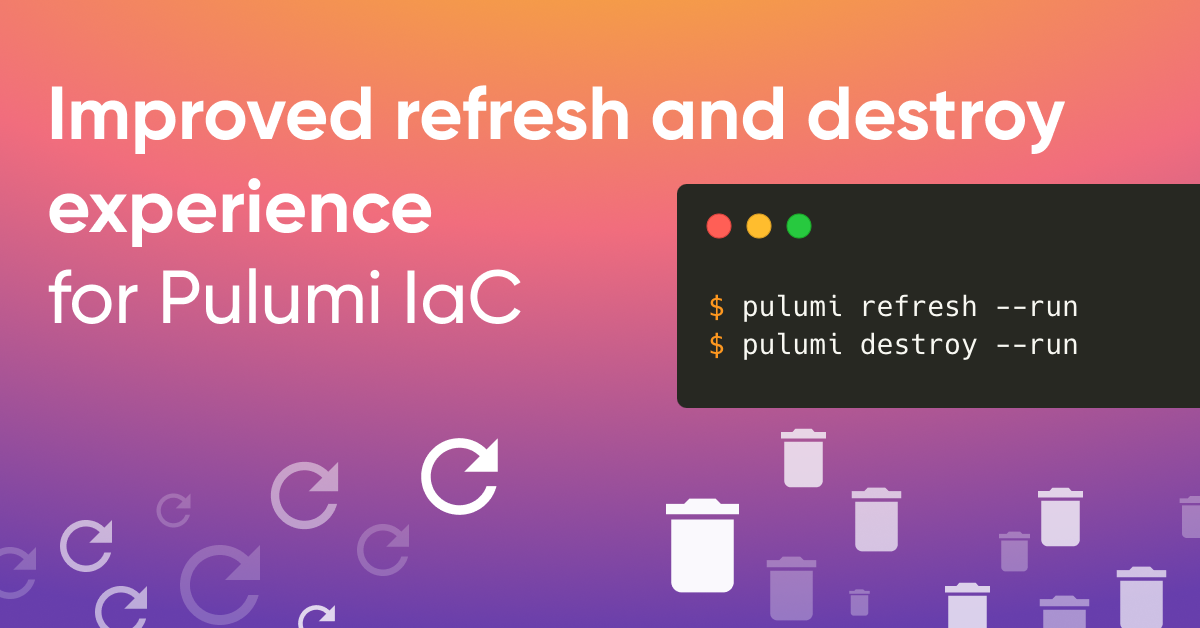 Improved refresh and destroy
experience
for Pulumi IaC
$ pulumi refresh --run
$ pulumi destroy --run